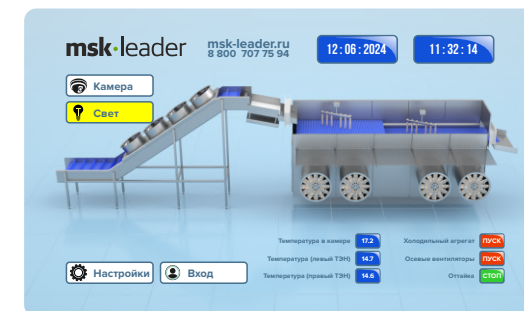 msk·leader
msk-leader.ru
8 800 707 75 94
12:06:2024
11:32:14
Камера
Свет
Температура в камере 17.2
Холодильный агрегат ПУСК
Температура (левый ТЭН) 14.7
Осевые вентиляторы ПУСК
Температура (правый ТЭН) 14.6
Оттайка СТОП
Настройки
Вход